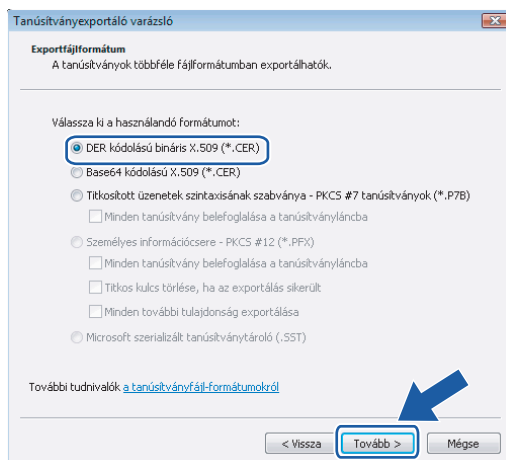 Tanúsítványexportáló varázsló
Exportfájlformátum
A tanúsítványok többféle fájlformátumban exportálhatók.
Válassza ki a használandó formátumot:
DER kódolású bináris X.509 (*.CER)
Base64 kódolású X.509 (*.CER)
Titkosított üzenetek szintaxisának szabványa - PKCS #7 tanúsítványok (*.P7B)
Minden tanúsítvány belefoglalása a tanúsítványláncba
Személyes információcsere - PKCS #12 (*.PFX)
Minden tanúsítvány belefoglalása a tanúsítványláncba
Titkos kulcs törlése, ha az exportálás sikerült
Minden további tulajdonság exportálása
Microsoft szerializált tanúsítványtároló (.SST)
További tudnivalók a tanúsítványfájl-formátumokról
< Vissza Tovább > Mégse